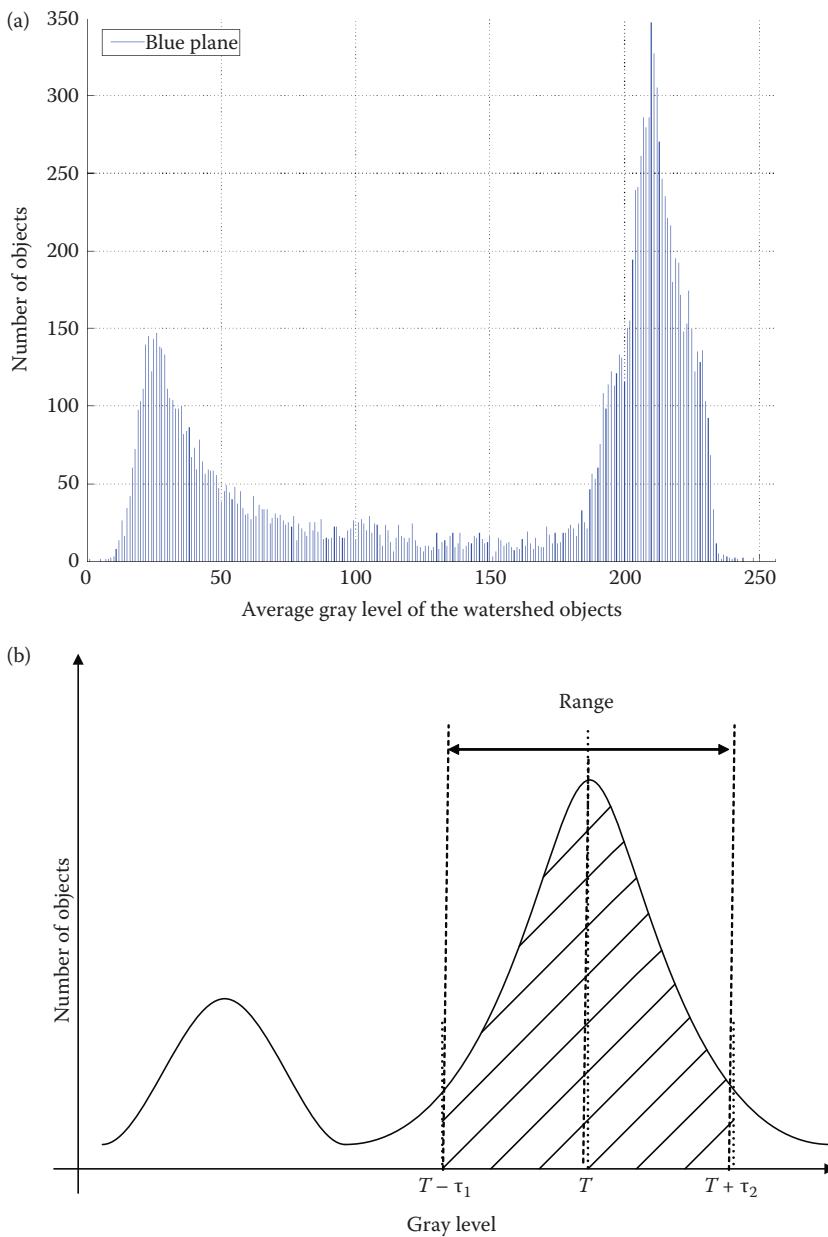 (a)
350
Blue plane
300
250
200
150
100
50
0
Number of objects
0 50 100 150 200 250
Average gray level of the watershed objects
(b)
Range
Number of objects
T − τ₁ T T + τ₂
Gray level